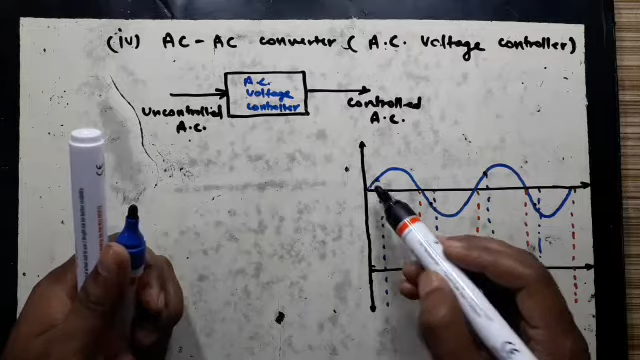 (iv) AC-AC converter (A.C. Voltage controller)
A.C.
Voltage
controller
Uncontrolled
A.C.
Controlled
A.C.